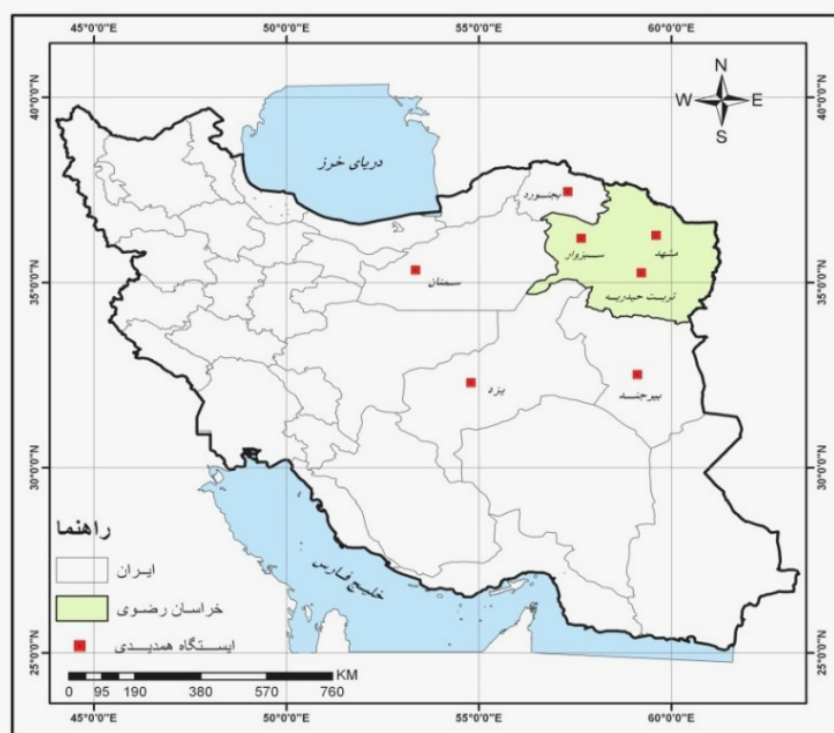 45°0'0"E 50°0'0"E 55°0'0"E 60°0'0"E
40°0'0"N 40°0'0"N
N
W E
S
دریای خزر
بجنورد
سبزوار
مشهد
تربت حیدریه
سمنان
35°0'0"N 35°0'0"N
یزد
بیرجند
30°0'0"N 30°0'0"N
خلیج فارس
راهنما
ایران
خراسان رضوی
ایستگاه همدیدی
25°0'0"N 25°0'0"N
KM
0 95 190 380 570 760
45°0'0"E 50°0'0"E 55°0'0"E 60°0'0"E